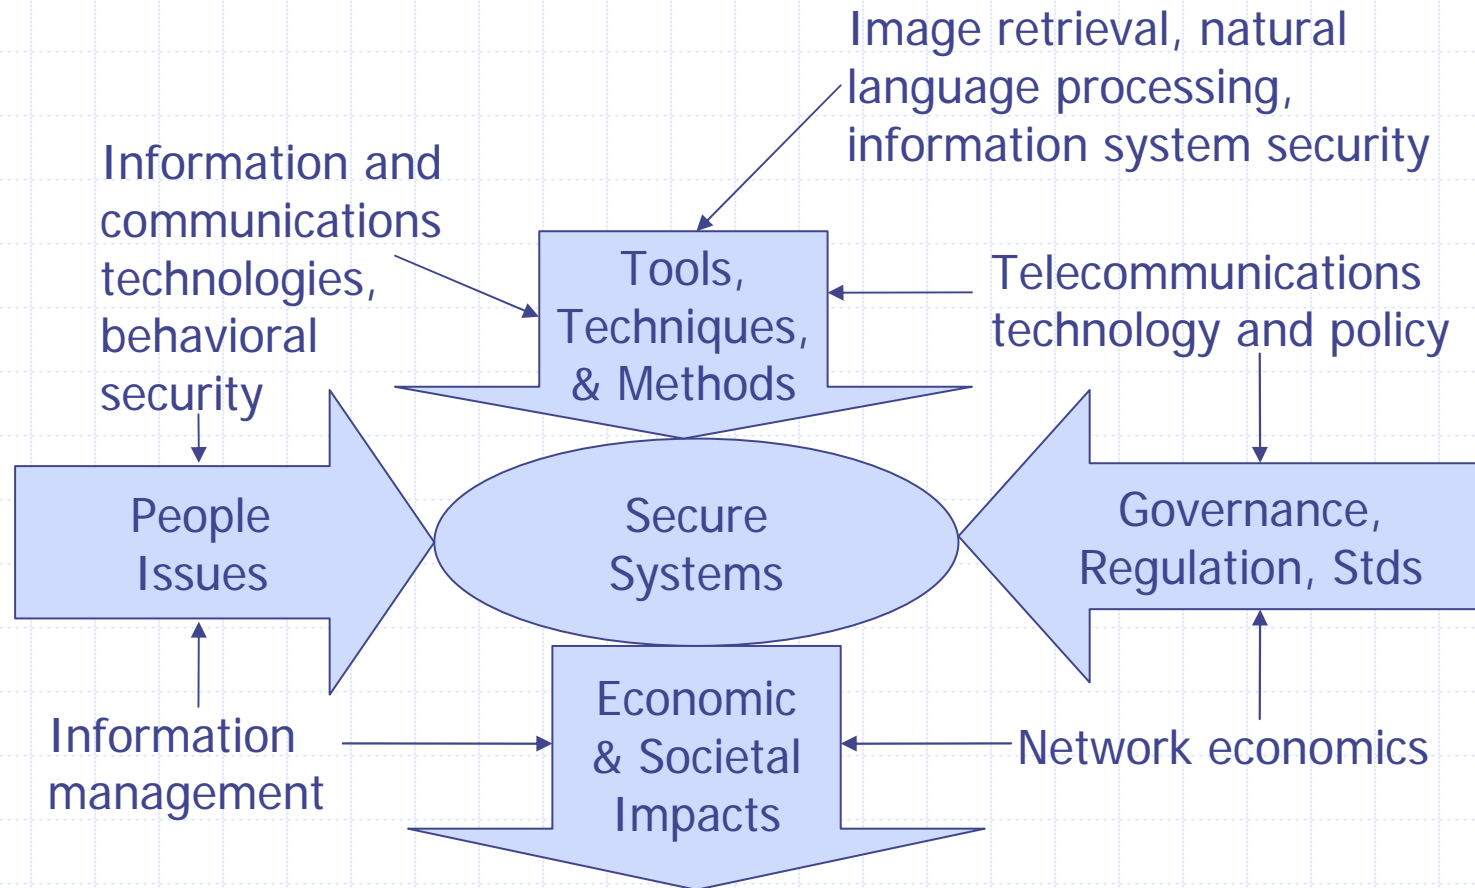 Image retrieval, natural
language processing,
information system security
Information and
communications
technologies,
behavioral
security
Tools,
Techniques,
& Methods
Telecommunications
technology and policy
People
Issues
Secure
Systems
Governance,
Regulation, Stds
Economic
& Societal
Impacts
Information
management
Network economics